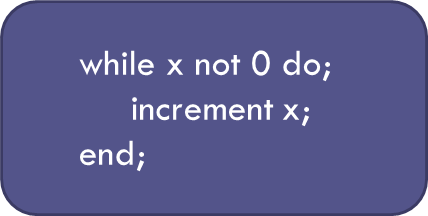 while x not 0 do;
increment x;
end;